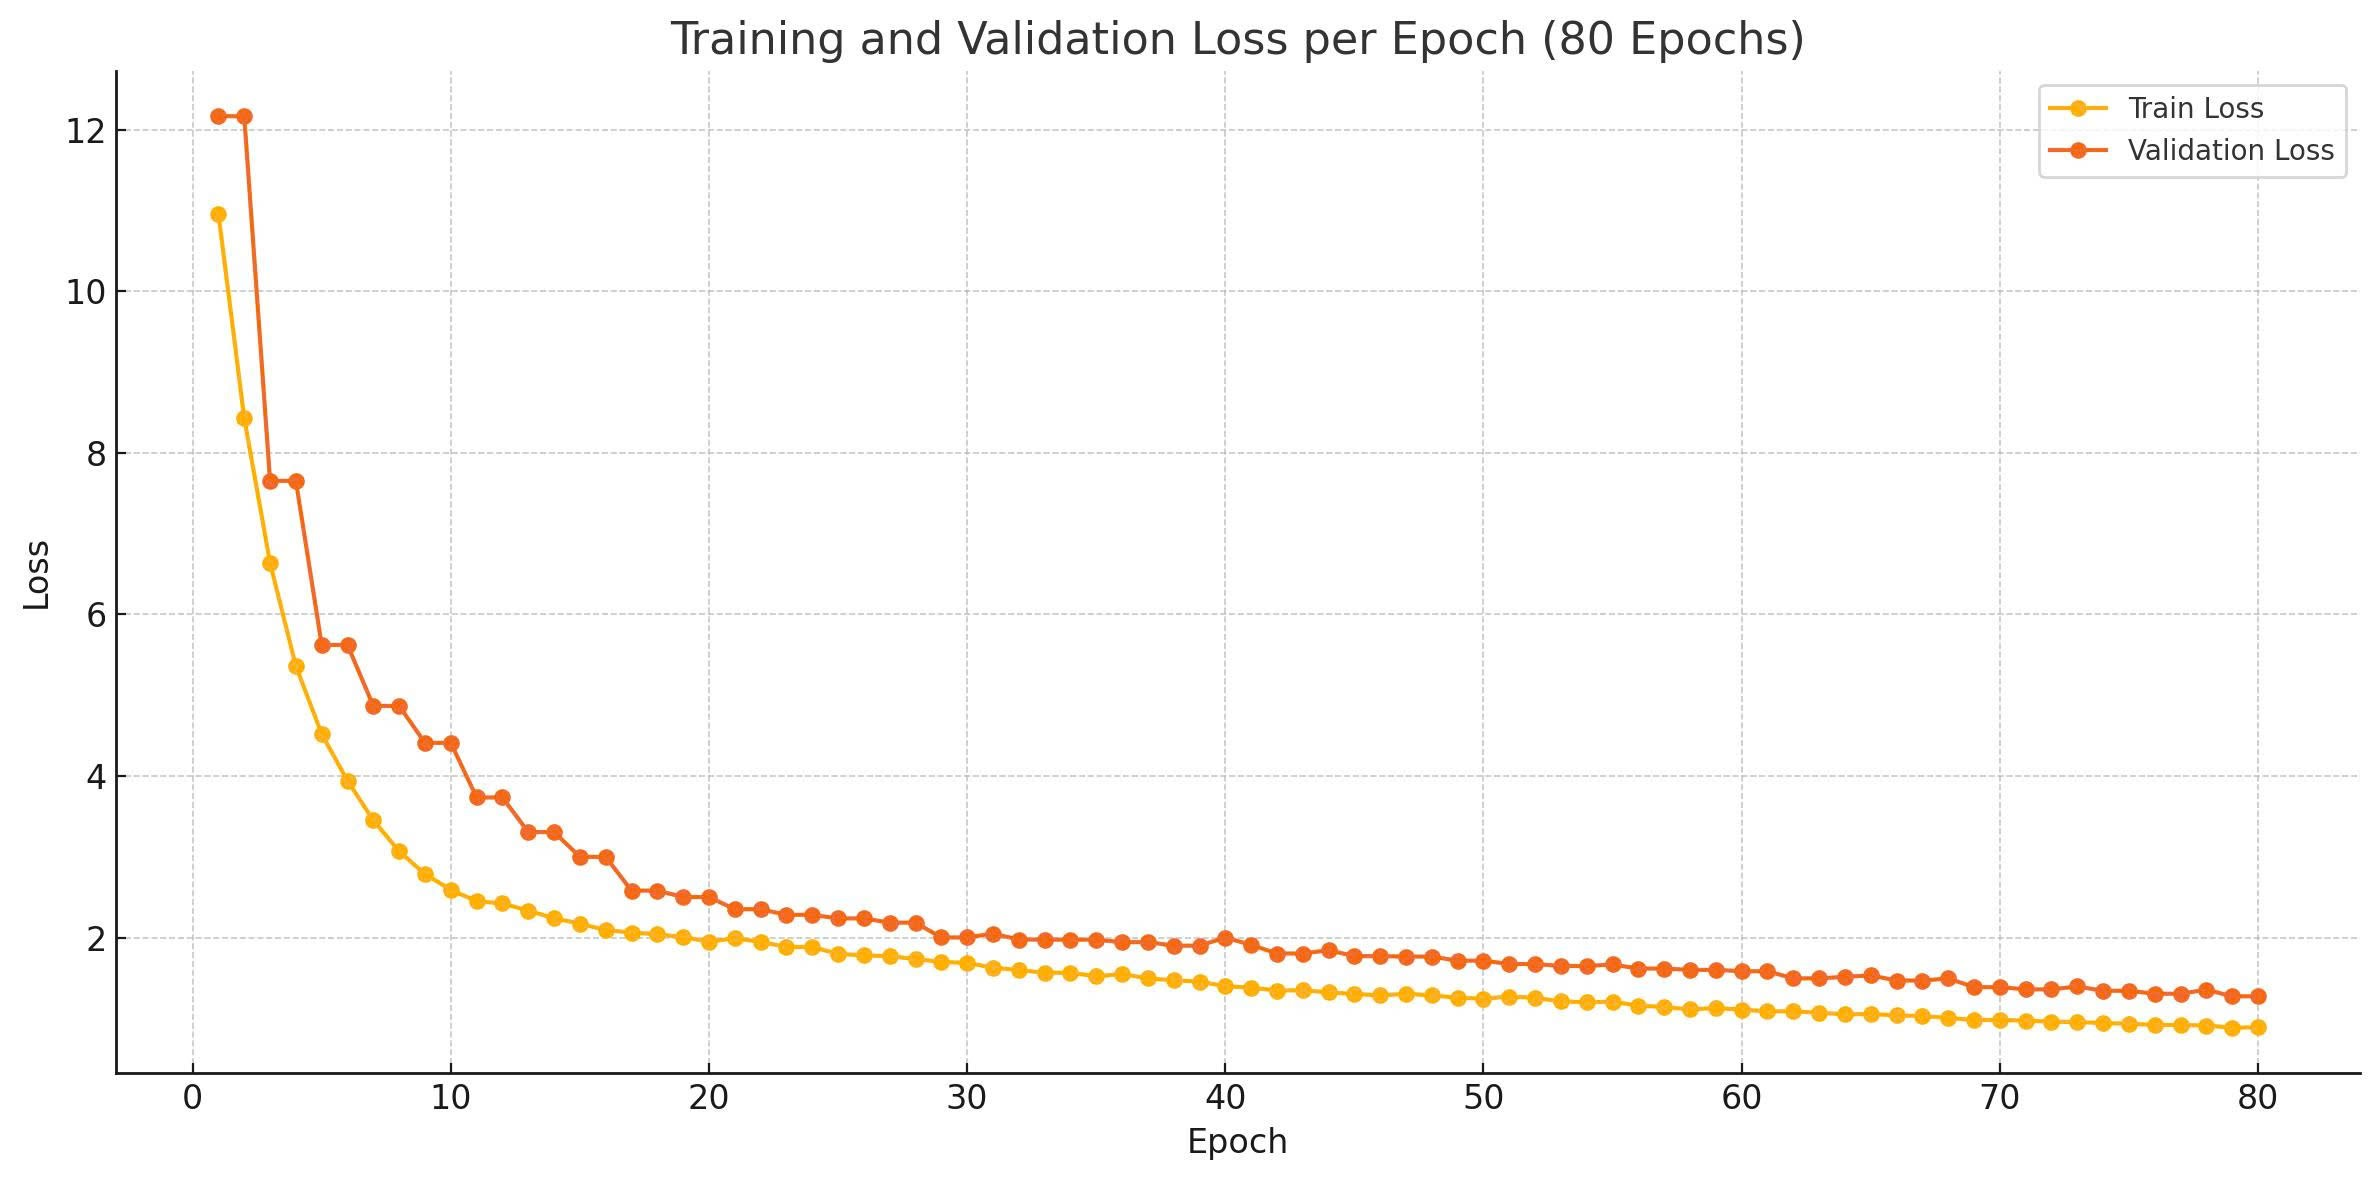 Training and Validation Loss per Epoch (80 Epochs)
Train Loss
Validation Loss
12
10
8
6
4
2
Loss
0 10 20 30 40 50 60 70 80
Epoch